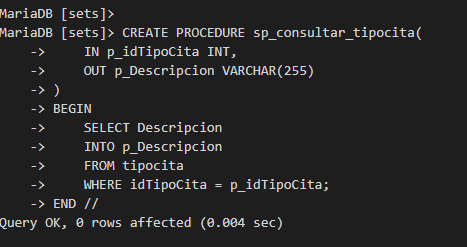 MariaDB [sets]>
MariaDB [sets]> CREATE PROCEDURE sp_consultar_tipocita(
    ->     IN p_idTipoCita INT,
    ->     OUT p_Descripcion VARCHAR(255)
    -> )
    -> BEGIN
    ->     SELECT Descripcion
    ->     INTO p_Descripcion
    ->     FROM tipocita
    ->     WHERE idTipoCita = p_idTipoCita;
    -> END //
Query OK, 0 rows affected (0.004 sec)